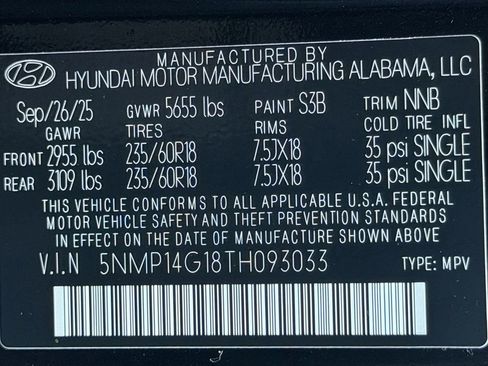 MANUFACTURED BY
HYUNDAI MOTOR MANUFACTURING ALABAMA, LLC
Sep/26/25 GVWR 5655 lbs PAINT S3B TRIM NNB
GAWR TIRES RIMS COLD TIRE INFL
FRONT 2955 lbs 235/60R18 7.5JX18 35 psi SINGLE
REAR 3109 lbs 235/60R18 7.5JX18 35 psi SINGLE
THIS VEHICLE CONFORMS TO ALL APPLICABLE U.S.A. FEDERAL
MOTOR VEHICLE SAFETY AND THEFT PREVENTION STANDARDS
IN EFFECT ON THE DATE OF MANUFACTURE SHOWN ABOVE.
V.I.N 5NMP14G18TH093033 TYPE: MPV